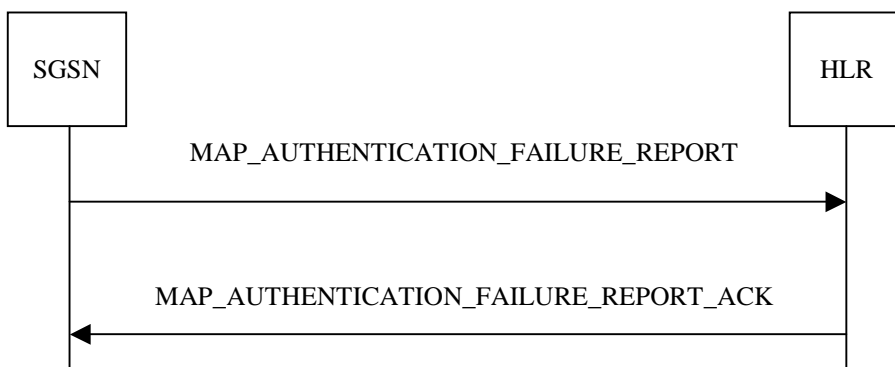 SGSN
HLR
MAP_AUTHENTICATION_FAILURE_REPORT
MAP_AUTHENTICATION_FAILURE_REPORT_ACK